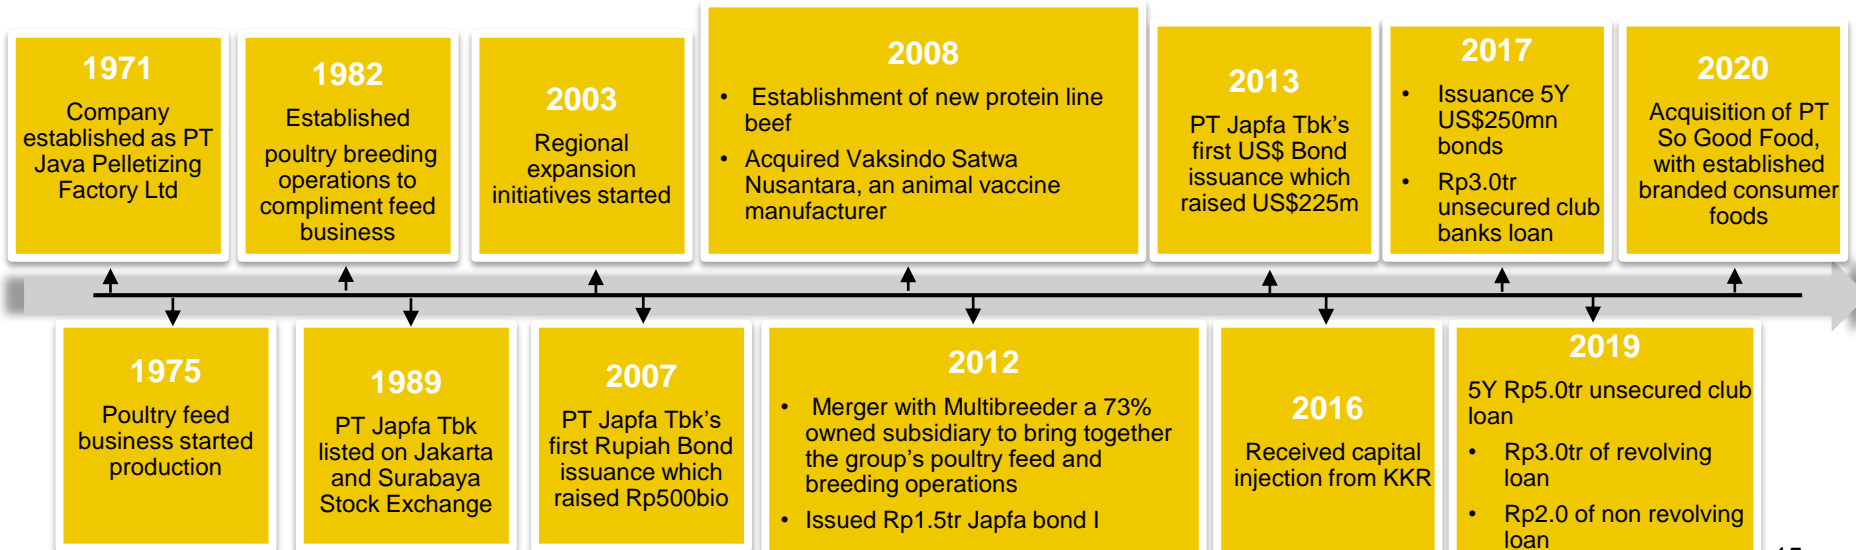 1971
Company
established as PT
Java Pelletizing
Factory Ltd
1982
Established
poultry breeding
operations to
compliment feed
business
2003
Regional
expansion
initiatives started
2008
• Establishment of new protein line
beef
• Acquired Vaksindo Satwa
Nusantara, an animal vaccine
manufacturer
2013
PT Japfa Tbk's
first US$ Bond
issuance which
raised US$225m
2017
• Issuance 5Y
US$250mn
bonds
• Rp3.0tr
unsecured club
banks loan
2020
Acquisition of PT
So Good Food,
with established
branded consumer
foods
1975
Poultry feed
business started
production
1989
PT Japfa Tbk
listed on Jakarta
and Surabaya
Stock Exchange
2007
PT Japfa Tbk's
first Rupiah Bond
issuance which
raised Rp500bio
2012
• Merger with Multibreeder a 73%
owned subsidiary to bring together
the group's poultry feed and
breeding operations
• Issued Rp1.5tr Japfa bond I
2016
Received capital
injection from KKR
2019
5Y Rp5.0tr unsecured club
loan
• Rp3.0tr of revolving
loan
• Rp2.0 of non revolving
loan